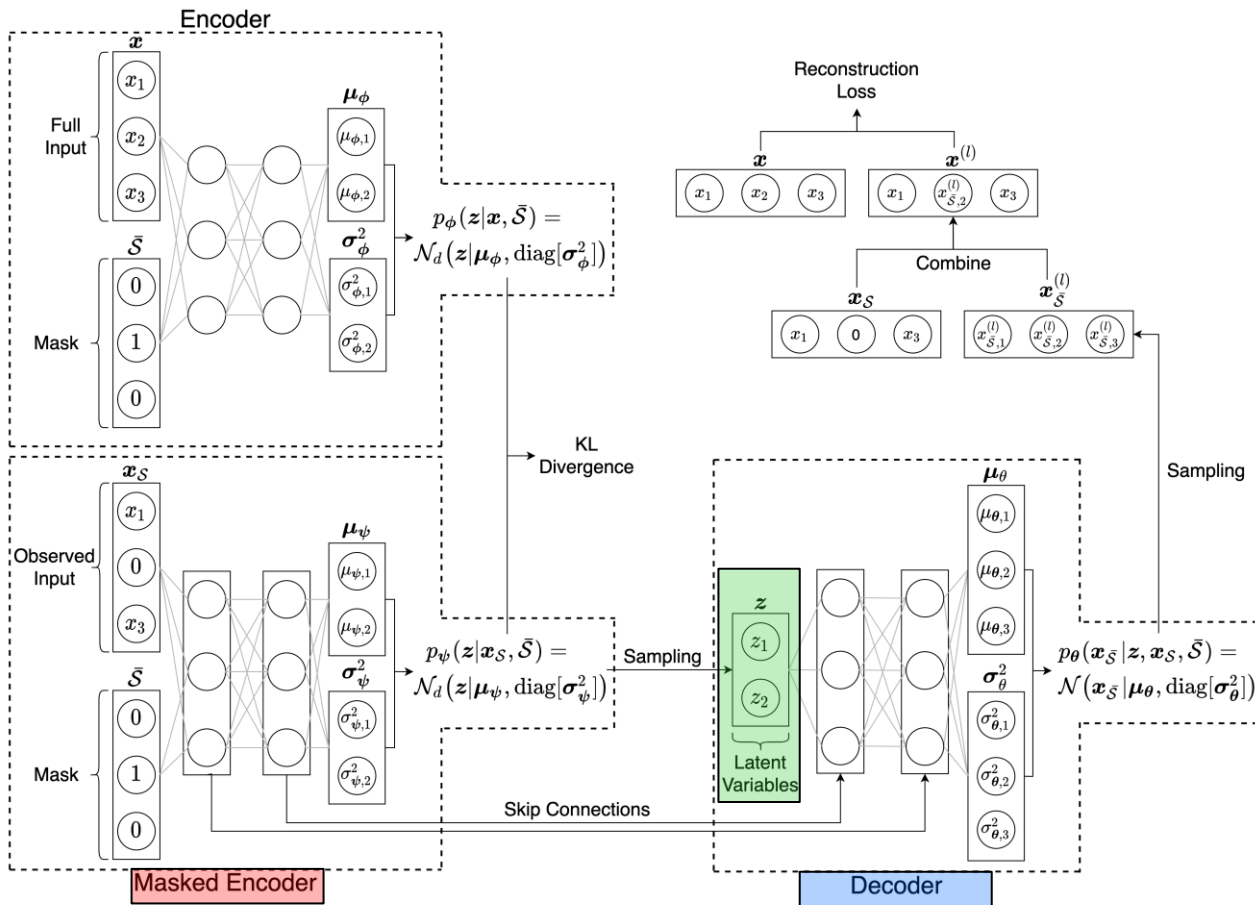 Encoder
𝒙
Full
Input
x₁
x₂
x₃
S̄
Mask
0
1
0
μ_ϕ
μ_ϕ,₁
μ_ϕ,₂
σ²_ϕ
σ²_ϕ,₁
σ²_ϕ,₂
p_ϕ(z|x, S̄) =
N_d(z|μ_ϕ, diag[σ²_ϕ])
KL
Divergence
Reconstruction
Loss
x
x₁ x₂ x₃
x^(l)
x₁ x^(l)_S̄,₂ x₃
Combine
x_S
x₁ 0 x₃
x^(l)_S̄
x^(l)_S̄,₁ x^(l)_S̄,₂ x^(l)_S̄,₃
Sampling
x_S
Observed
Input
x₁
0
x₃
S̄
Mask
0
1
0
μ_ψ
μ_ψ,₁
μ_ψ,₂
σ²_ψ
σ²_ψ,₁
σ²_ψ,₂
p_ψ(z|x_S, S̄) =
N_d(z|μ_ψ, diag[σ²_ψ])
Sampling
z
z₁
z₂
Latent
Variables
Skip Connections
μ_θ
μ_θ,₁
μ_θ,₂
μ_θ,₃
σ²_θ
σ²_θ,₁
σ²_θ,₂
σ²_θ,₃
p_θ(x_S̄|z, x_S, S̄) =
N(x_S̄|μ_θ, diag[σ²_θ])
Masked Encoder
Decoder